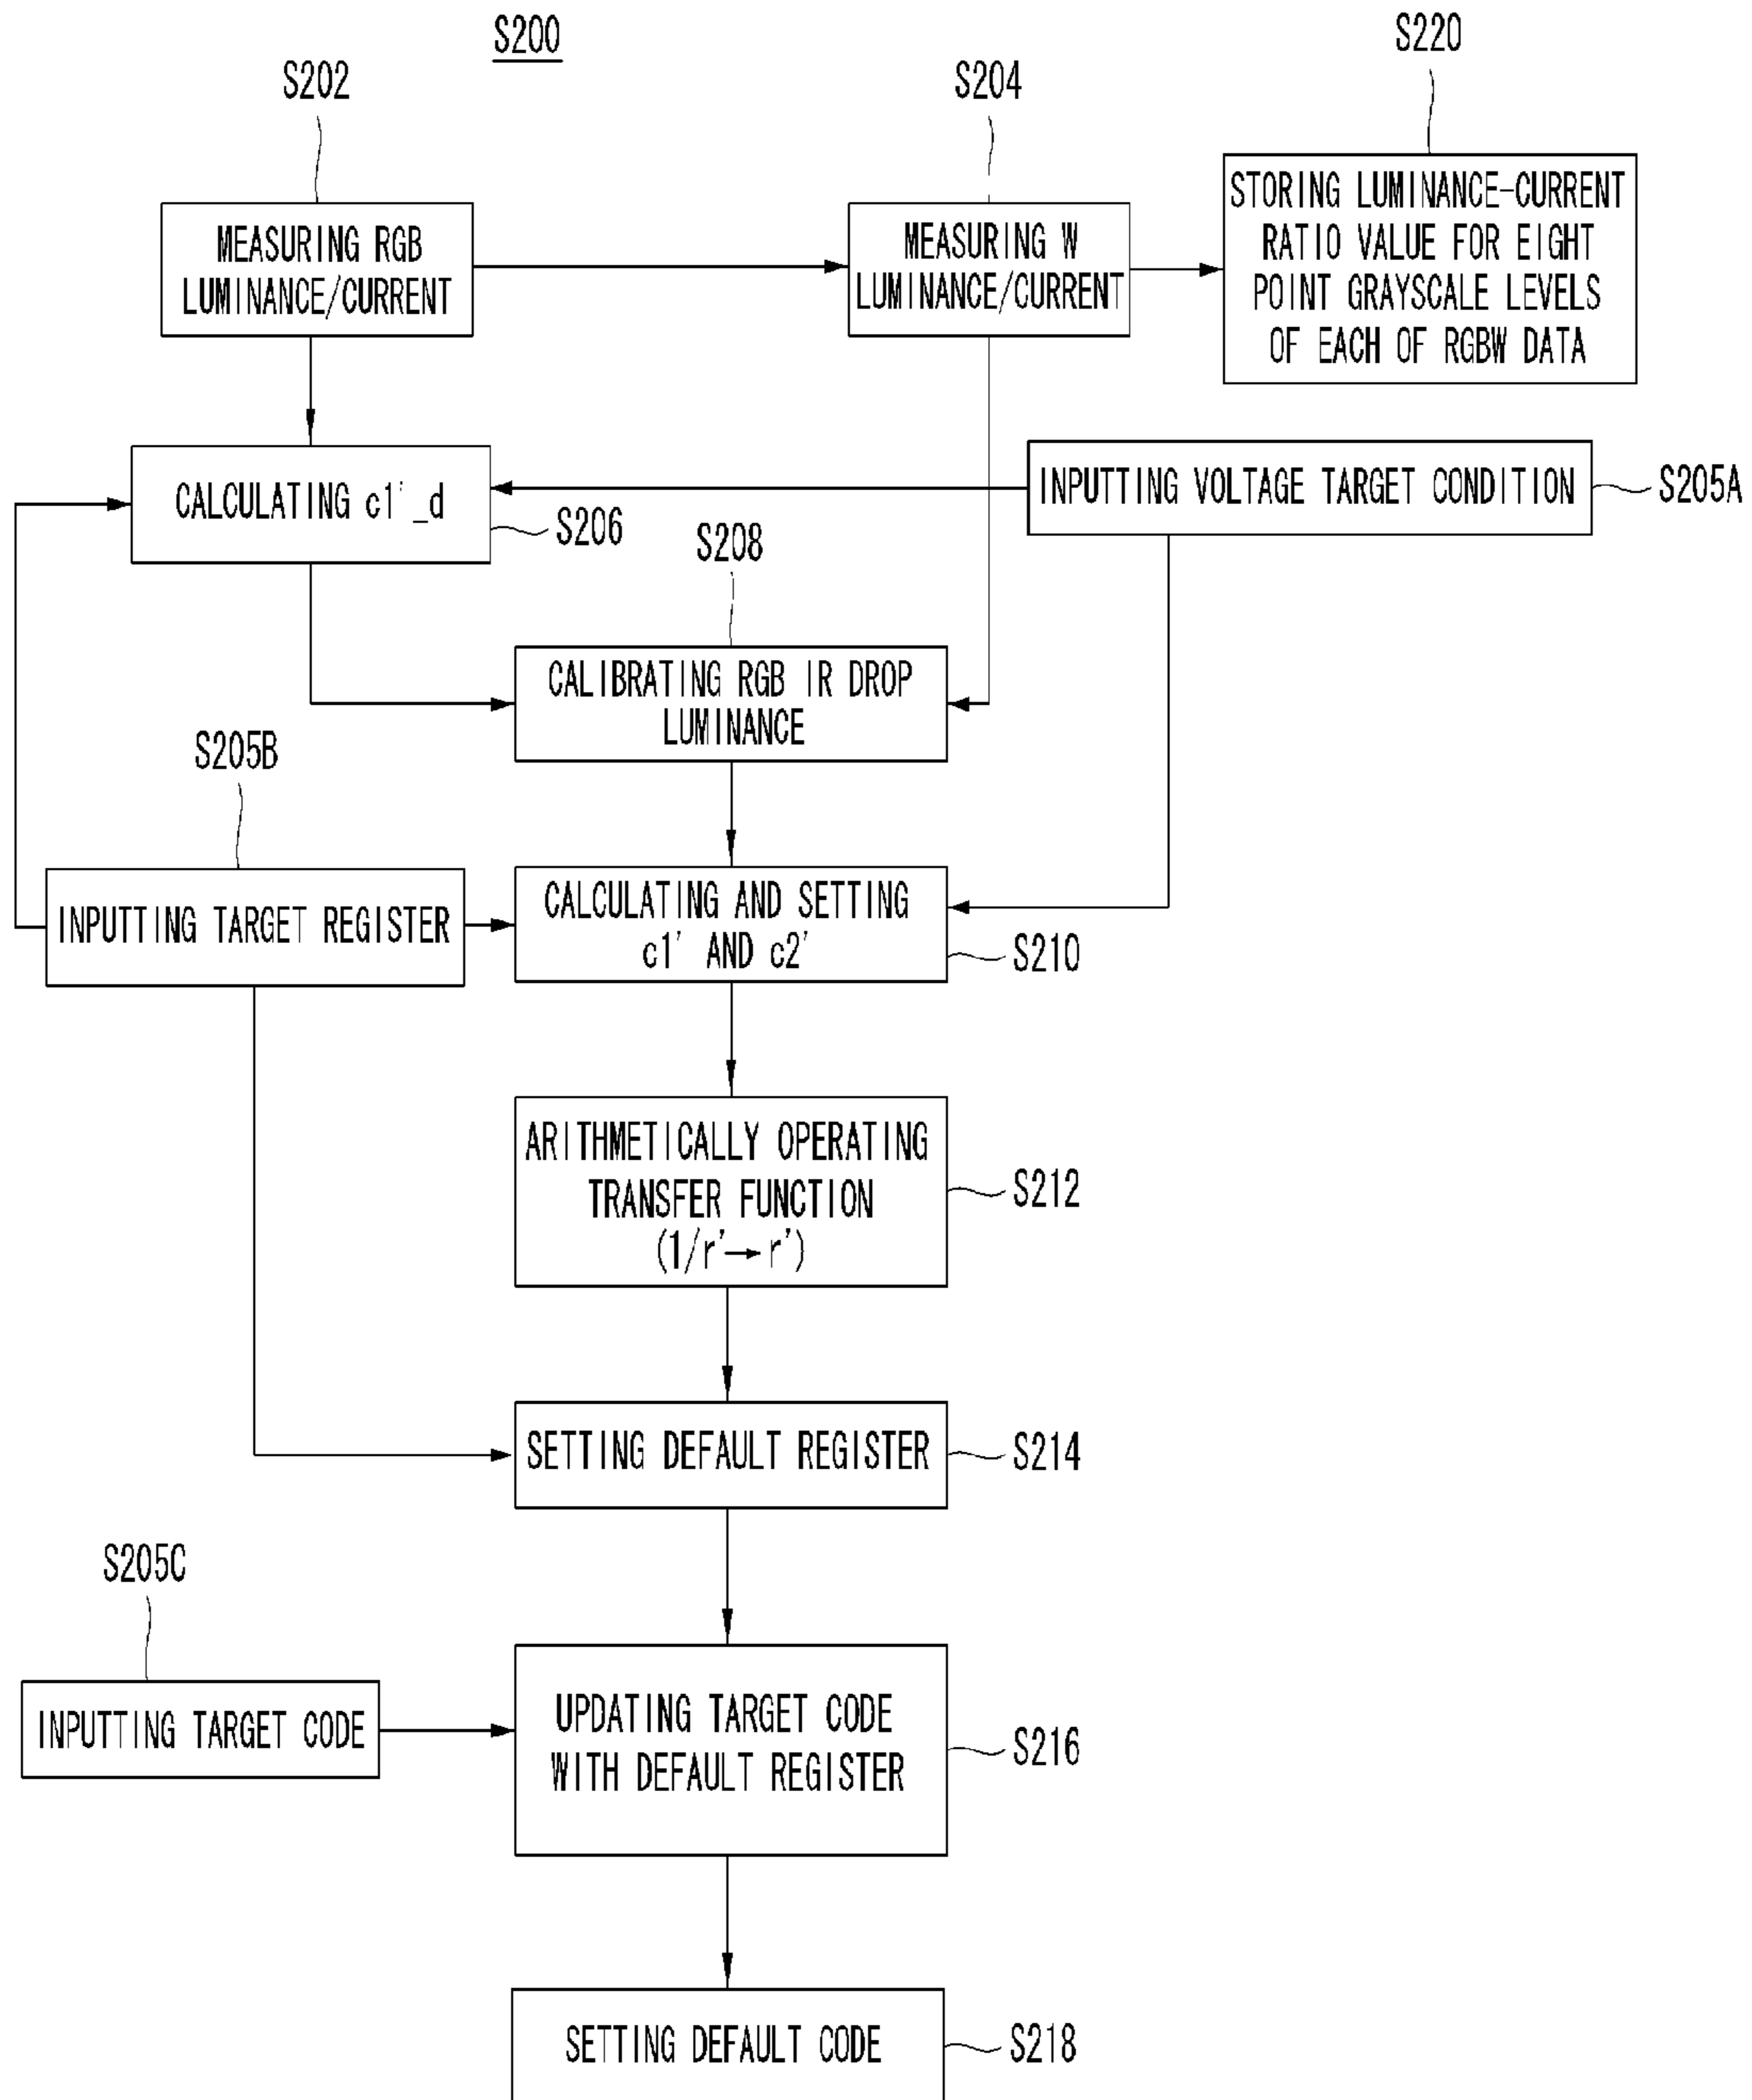 S200
S202
S204
S220
MEASURING RGB
LUMINANCE/CURRENT
MEASURING W
LUMINANCE/CURRENT
STORING LUMINANCE-CURRENT
RATIO VALUE FOR EIGHT
POINT GRAYSCALE LEVELS
OF EACH OF RGBW DATA
CALCULATING c1'_d
S206
INPUTTING VOLTAGE TARGET CONDITION
S205A
S208
CALIBRATING RGB IR DROP
LUMINANCE
S205B
INPUTTING TARGET REGISTER
CALCULATING AND SETTING
c1' AND c2'
S210
ARITHMETICALLY OPERATING
TRANSFER FUNCTION
(1/r'→r')
S212
SETTING DEFAULT REGISTER
S214
S205C
INPUTTING TARGET CODE
UPDATING TARGET CODE
WITH DEFAULT REGISTER
S216
SETTING DEFAULT CODE
S218